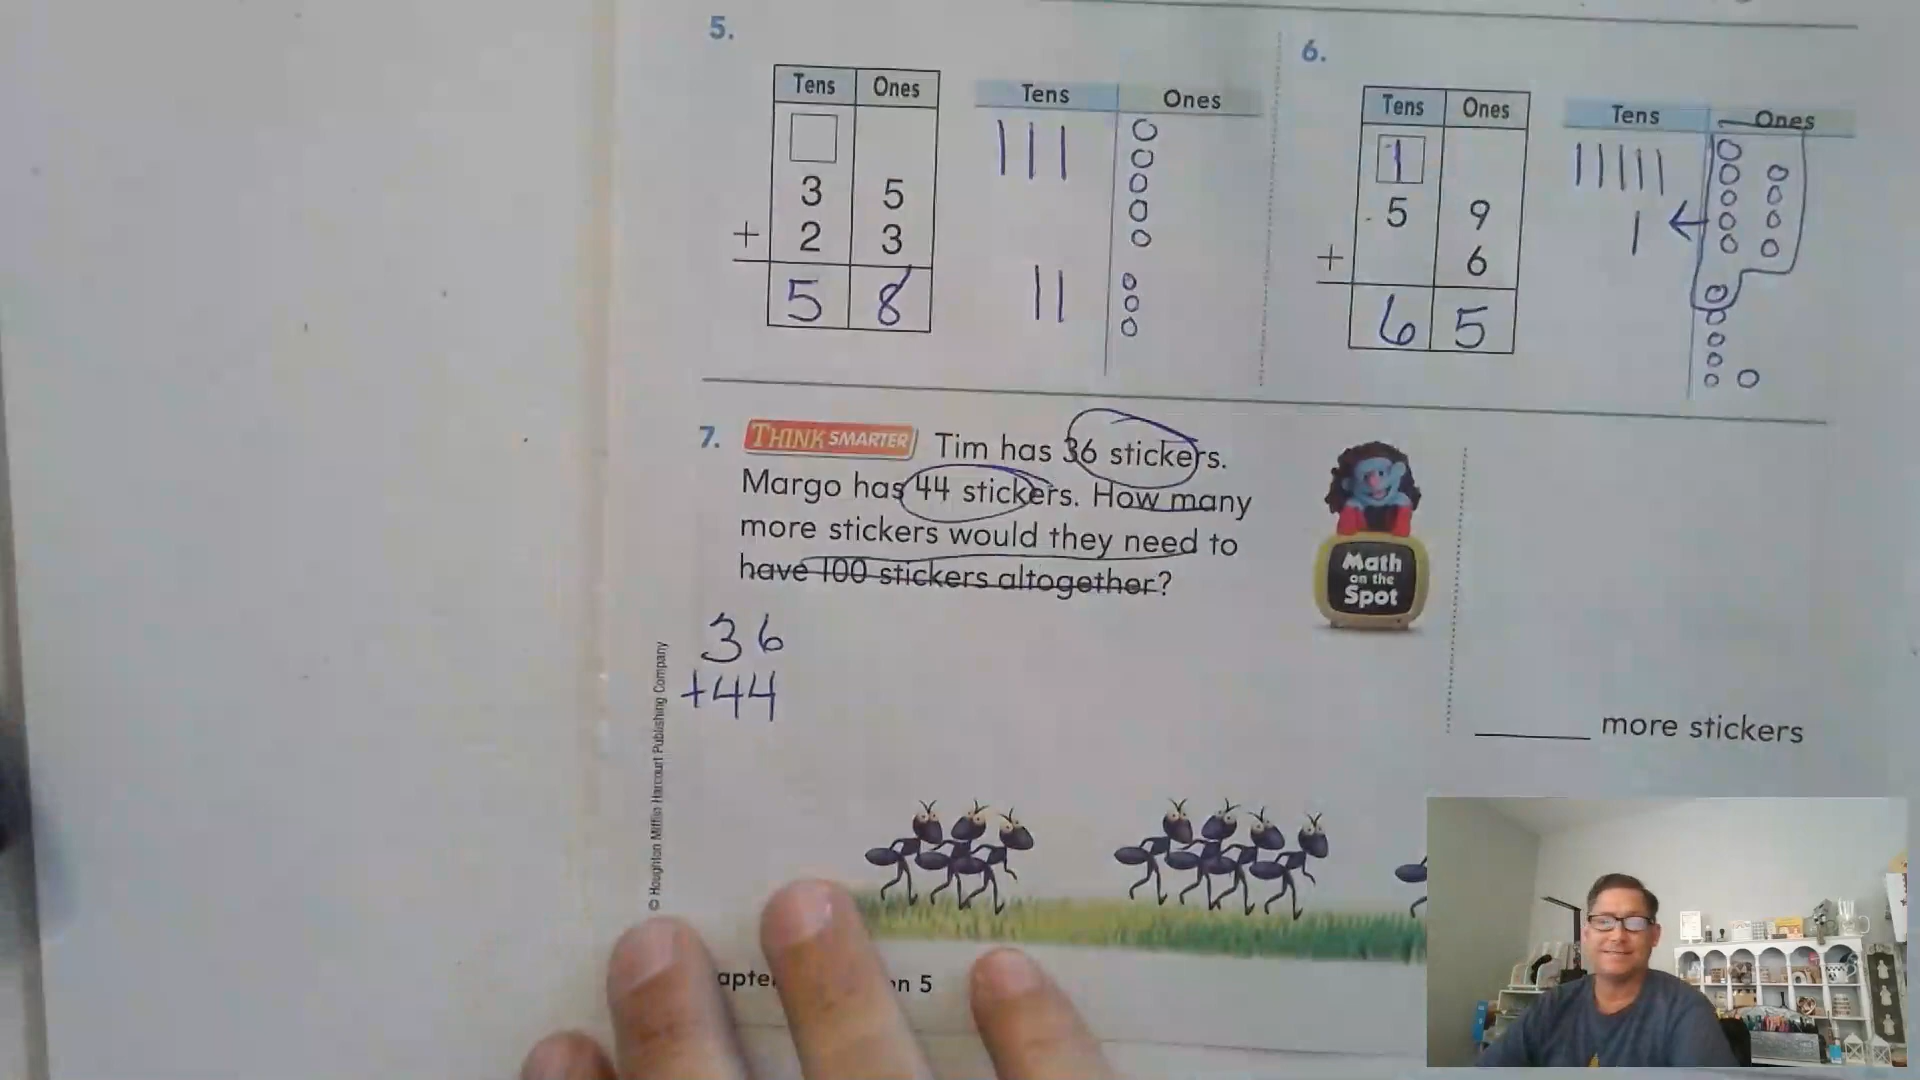 5.
Tens Ones
3 5
+ 2 3
5 8
Tens Ones
6.
Tens Ones
1
5 9
+ 6
6 5
Tens Ones
7. THINK SMARTER Tim has 36 stickers.
Margo has 44 stickers. How many
more stickers would they need to
have 100 stickers altogether?
Math
on the
Spot
36
+44
more stickers
© Houghton Mifflin Harcourt Publishing Company
5